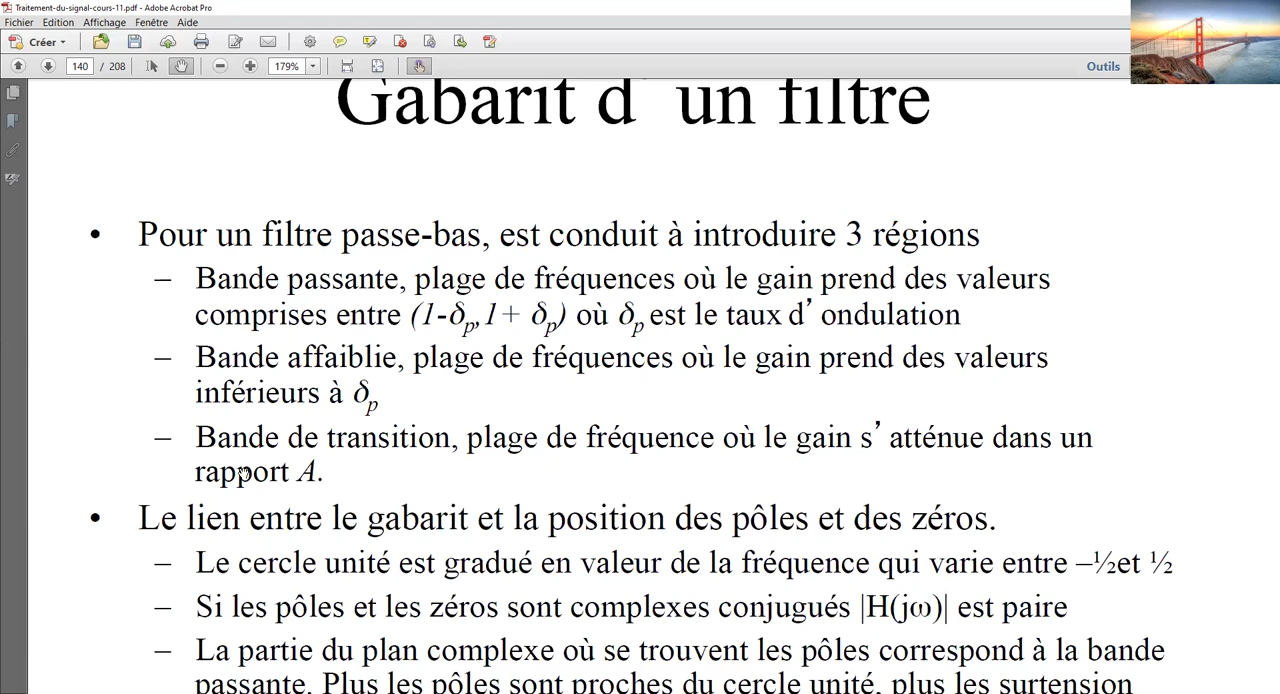 Traitement-du-signal-cours-11.pdf - Adobe Acrobat Pro
Fichier Edition Affichage Fenêtre Aide
Créer
140 / 208 179% Outils
Gabarit d’ un filtre
• Pour un filtre passe-bas, est conduit à introduire 3 régions
– Bande passante, plage de fréquences où le gain prend des valeurs
comprises entre (1-δp,1+ δp) où δp est le taux d’ ondulation
– Bande affaiblie, plage de fréquences où le gain prend des valeurs
inférieurs à δp
– Bande de transition, plage de fréquence où le gain s’ atténue dans un
rapport A.
• Le lien entre le gabarit et la position des pôles et des zéros.
– Le cercle unité est gradué en valeur de la fréquence qui varie entre –½et ½
– Si les pôles et les zéros sont complexes conjugués |H(jω)| est paire
– La partie du plan complexe où se trouvent les pôles correspond à la bande
passante. Plus les pôles sont proches du cercle unité, plus les surtension